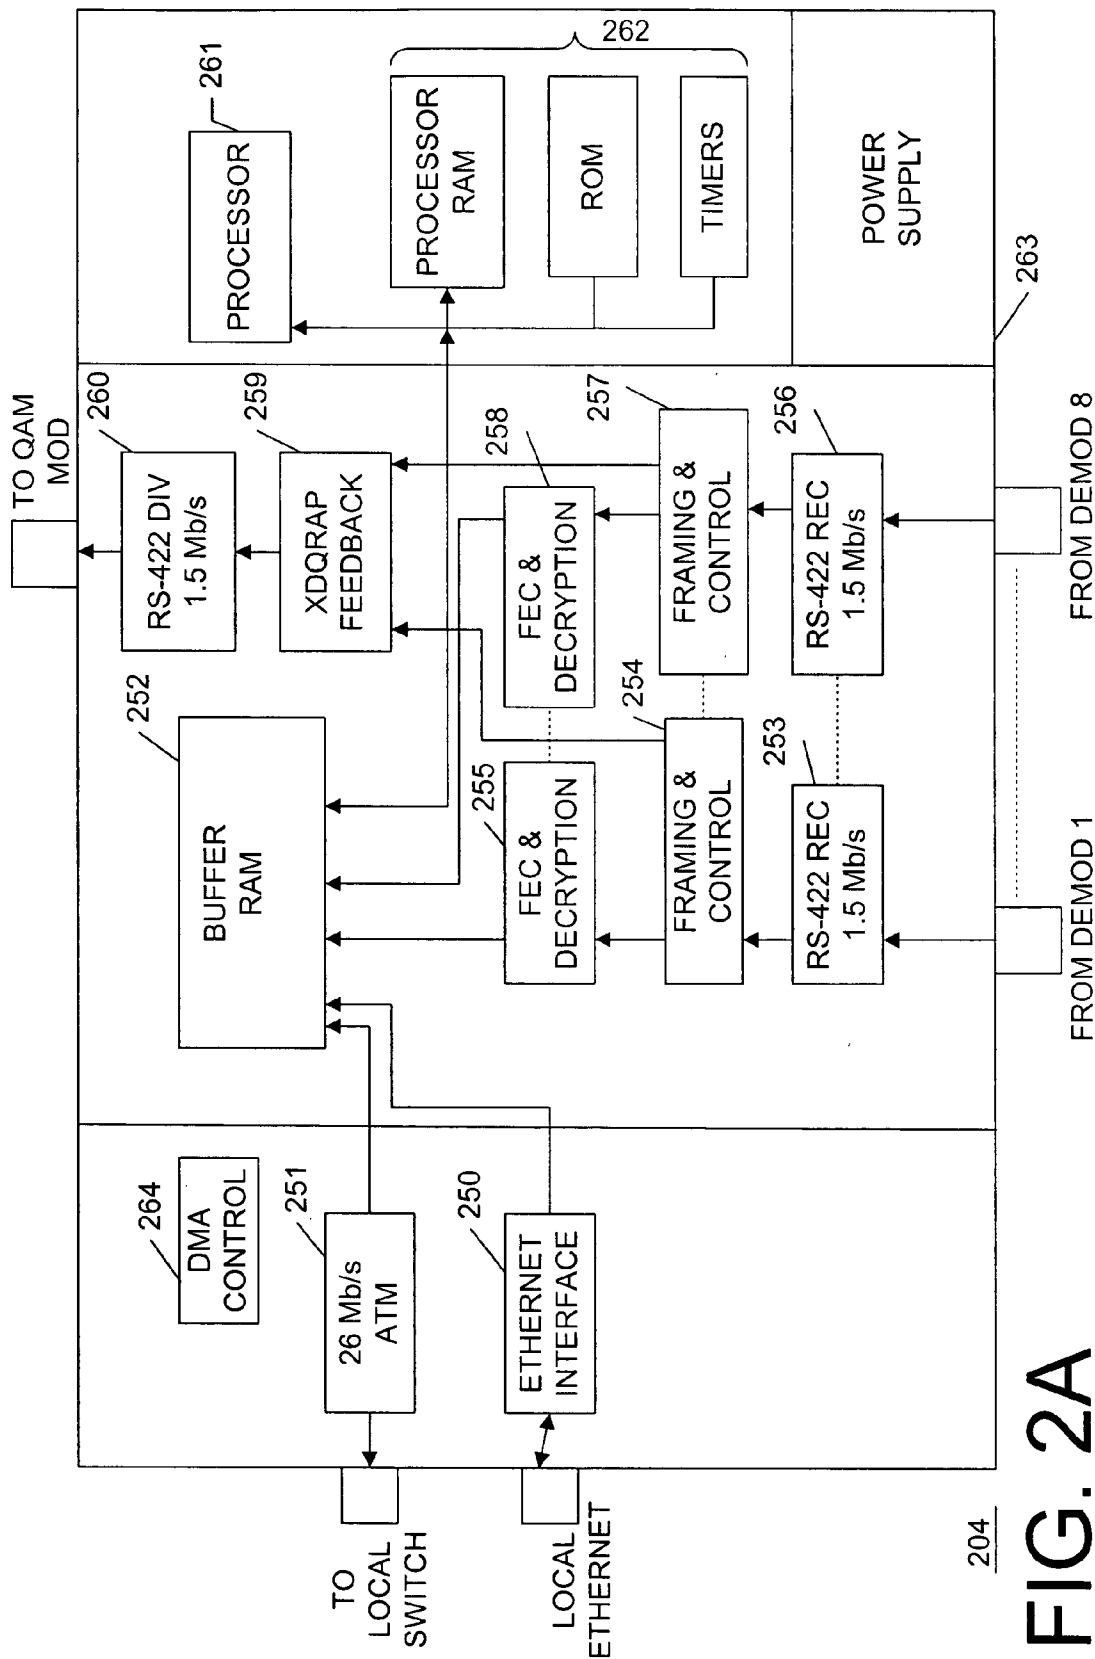 TO QAM
MOD
260
RS-422 DIV
1.5 Mb/s
259
XDQRAP
FEEDBACK
261
PROCESSOR
262
PROCESSOR
RAM
ROM
TIMERS
POWER
SUPPLY
263
252
BUFFER
RAM
264
DMA
CONTROL
251
26 Mb/s
ATM
250
ETHERNET
INTERFACE
TO
LOCAL
SWITCH
LOCAL
ETHERNET
255
FEC &
DECRYPTION
258
FEC &
DECRYPTION
254
FRAMING &
CONTROL
257
FRAMING &
CONTROL
253
RS-422 REC
1.5 Mb/s
256
RS-422 REC
1.5 Mb/s
FROM DEMOD 1
FROM DEMOD 8
204
FIG. 2A